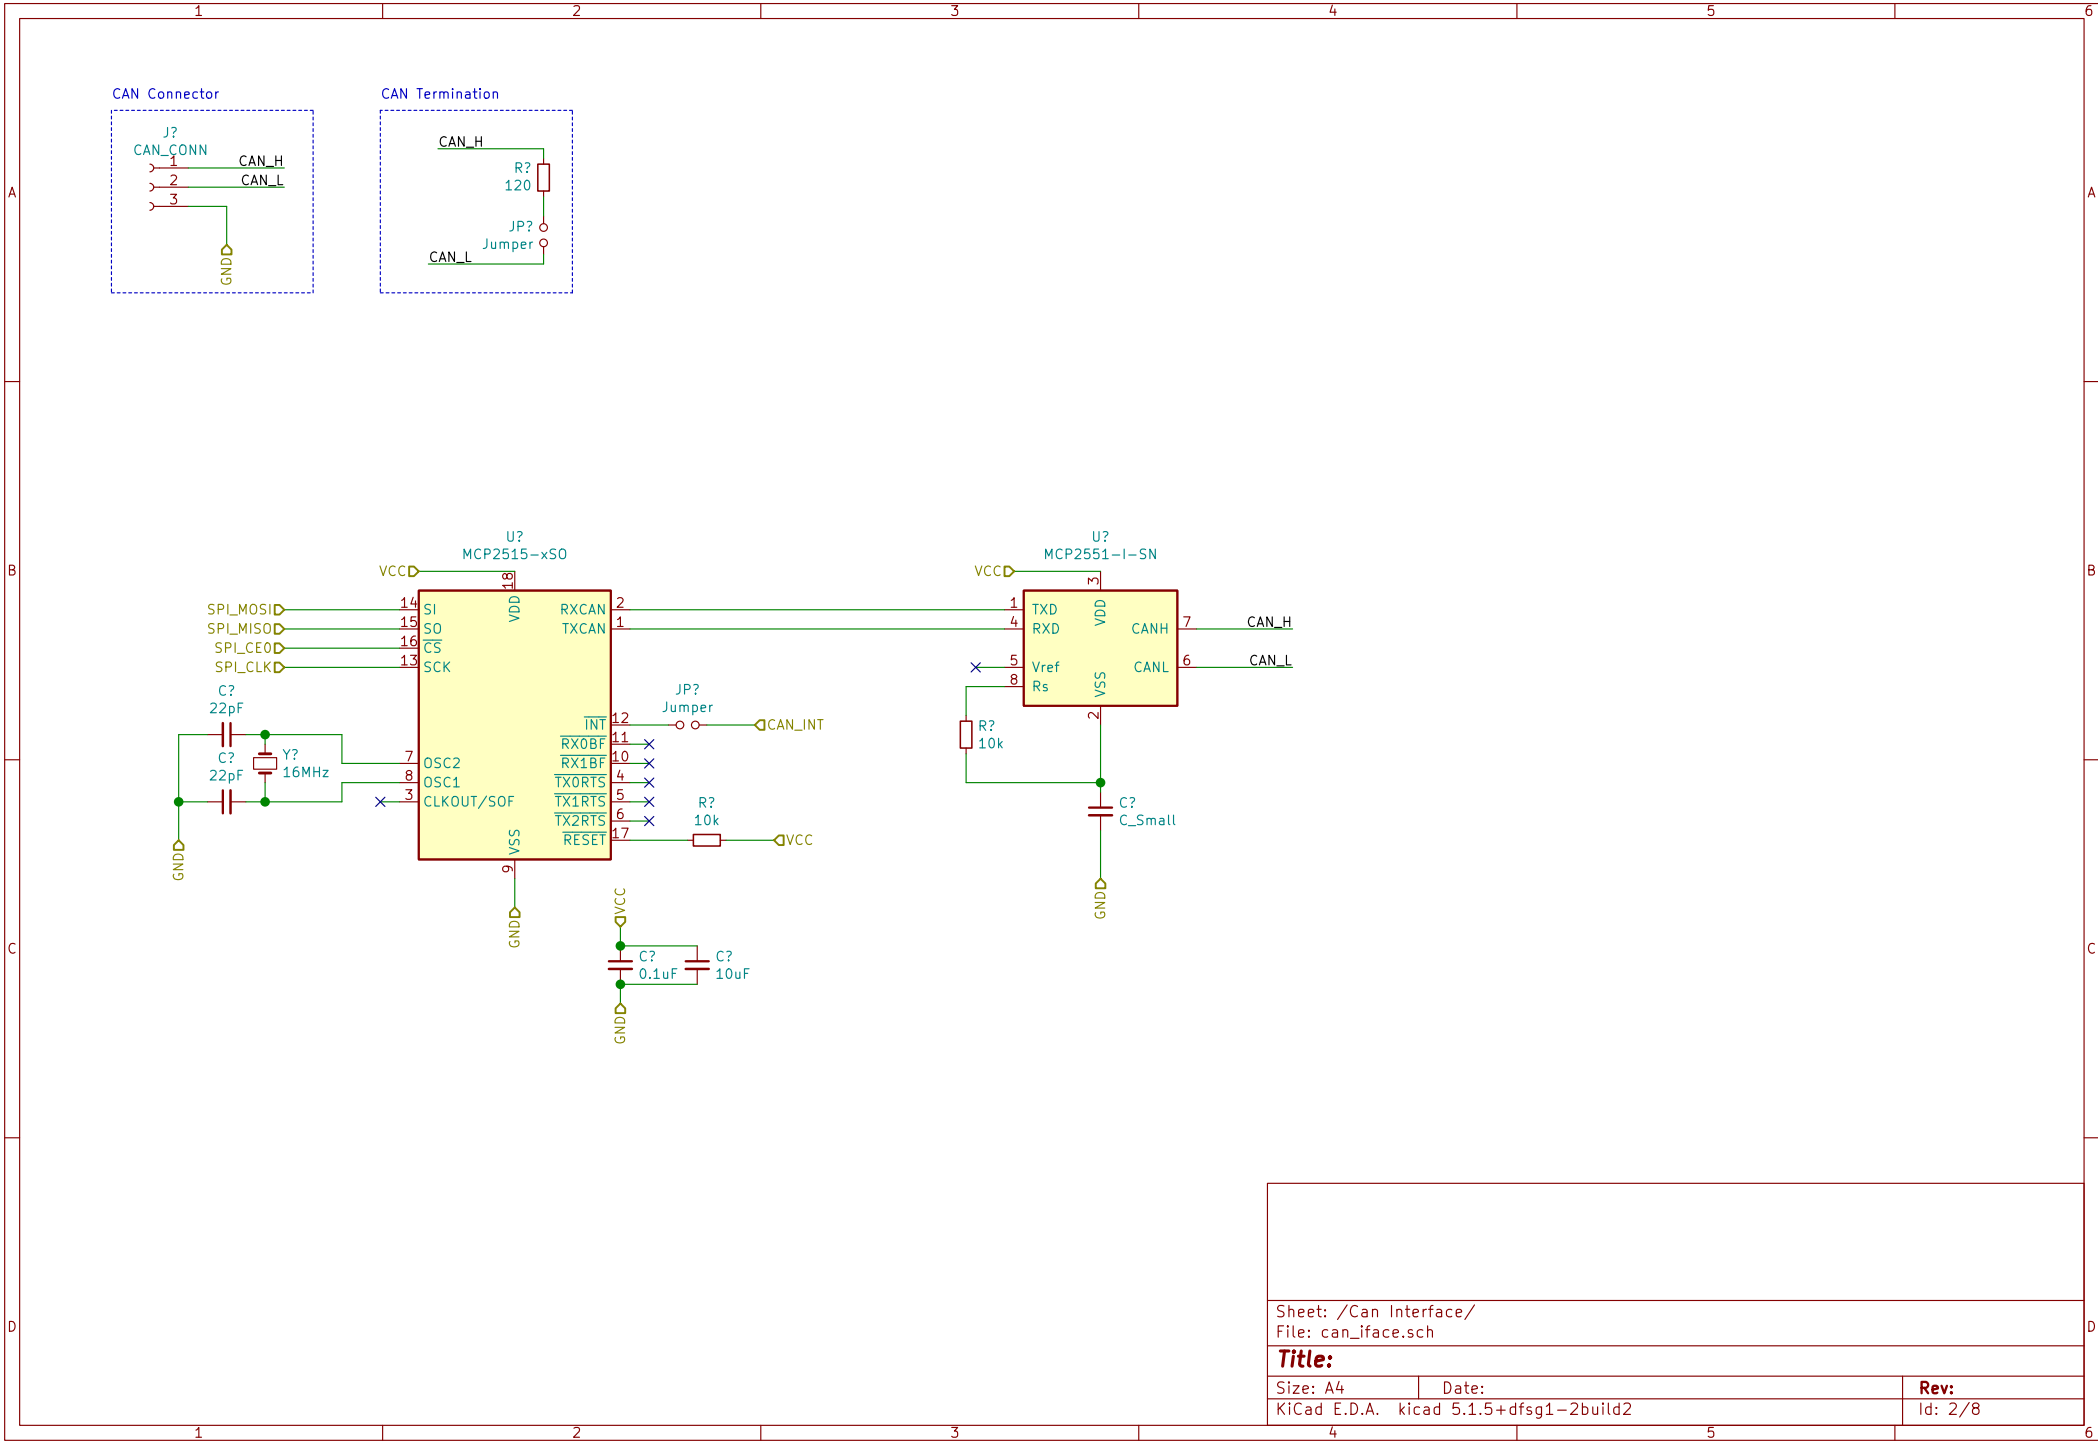 1 2 3 4 5 6
CAN Connector
J?
CAN_CONN
1 CAN_H
2 CAN_L
3
GND
CAN Termination
CAN_H
R?
120
JP?
Jumper
CAN_L
A A
B B
C C
D D
U?
MCP2515-xSO
VCC
18
VDD
SPI_MOSI 14 SI
SPI_MISO 15 SO
SPI_CE0 16 CS
SPI_CLK 13 SCK
C?
22pF
C?
22pF
Y?
16MHz
7 OSC2
8 OSC1
3 CLKOUT/SOF
GND
VSS
9
GND
RXCAN 2
TXCAN 1
INT 12
JP?
Jumper
CAN_INT
RX0BF 11
RX1BF 10
TX0RTS 4
TX1RTS 5
TX2RTS 6
RESET 17
R?
10k
VCC
VCC
C?
0.1uF
C?
10uF
GND
U?
MCP2551-I-SN
VCC
3
VDD
1 TXD
4 RXD
5 Vref
8 Rs
CANH 7 CAN_H
CANL 6 CAN_L
VSS
2
R?
10k
C?
C_Small
GND
Sheet: /Can Interface/
File: can_iface.sch
Title:
Size: A4 Date: Rev:
KiCad E.D.A. kicad 5.1.5+dfsg1-2build2 Id: 2/8
1 2 3 4 5 6